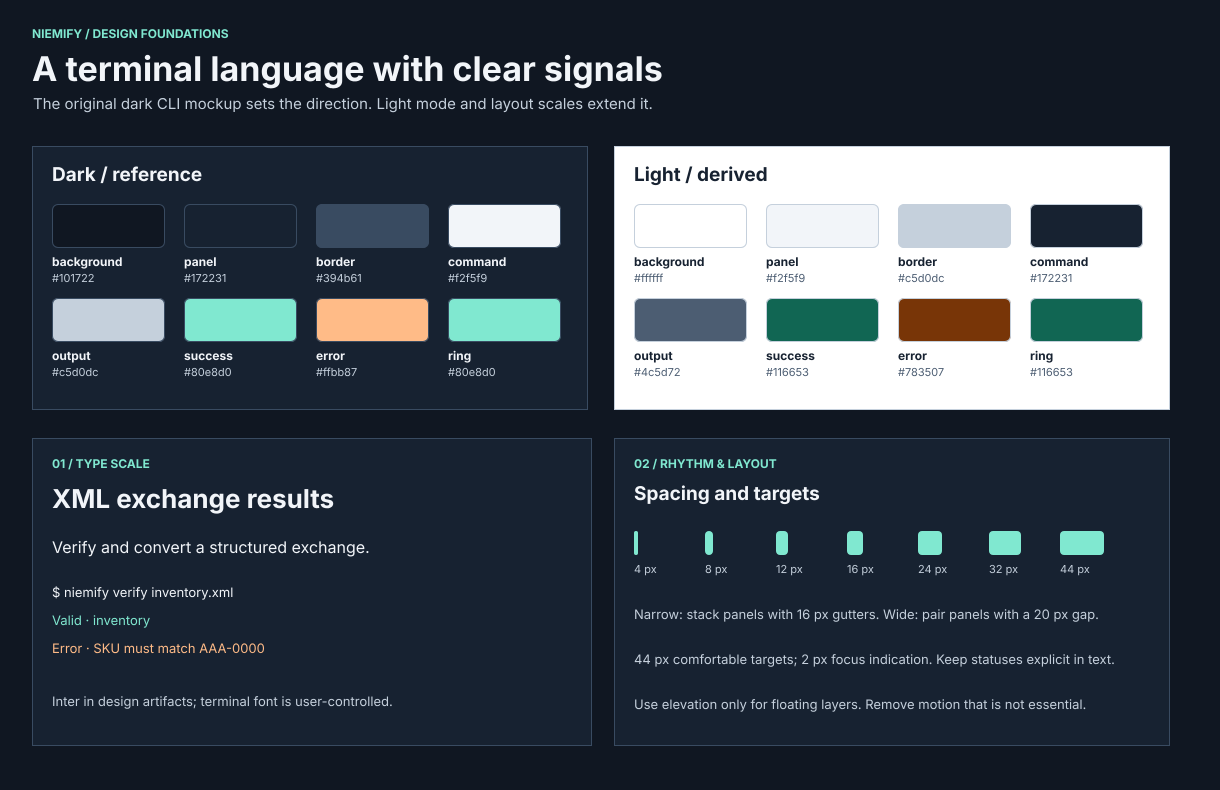 NIEMIFY / DESIGN FOUNDATIONS
A terminal language with clear signals
The original dark CLI mockup sets the direction. Light mode and layout scales extend it.
Dark / reference
background
#101722
panel
#172231
border
#394b61
command
#f2f5f9
output
#c5d0dc
success
#80e8d0
error
#ffbb87
ring
#80e8d0
Light / derived
background
#ffffff
panel
#f2f5f9
border
#c5d0dc
command
#172231
output
#4c5d72
success
#116653
error
#783507
ring
#116653
01 / TYPE SCALE
XML exchange results
Verify and convert a structured exchange.
$ niemify verify inventory.xml
Valid · inventory
Error · SKU must match AAA-0000
Inter in design artifacts; terminal font is user-controlled.
02 / RHYTHM & LAYOUT
Spacing and targets
4 px
8 px
12 px
16 px
24 px
32 px
44 px
Narrow: stack panels with 16 px gutters. Wide: pair panels with a 20 px gap.
44 px comfortable targets; 2 px focus indication. Keep statuses explicit in text.
Use elevation only for floating layers. Remove motion that is not essential.